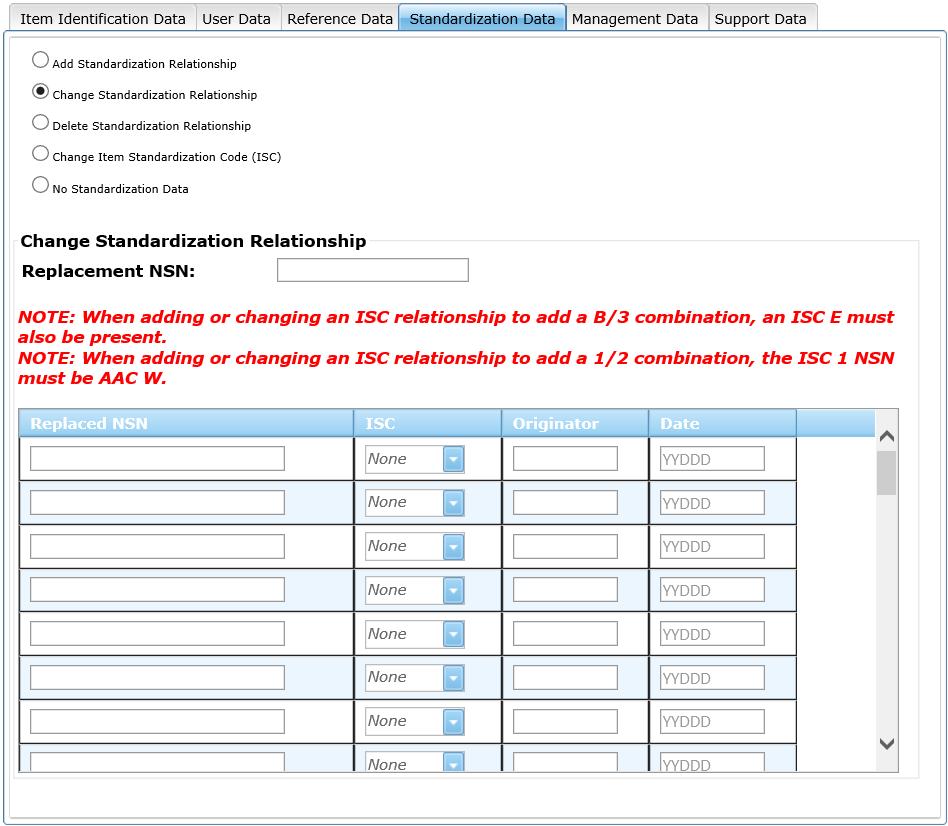 Item Identification Data User Data Reference Data Standardization Data Management Data Support Data
Add Standardization Relationship
Change Standardization Relationship
Delete Standardization Relationship
Change Item Standardization Code (ISC)
No Standardization Data
Change Standardization Relationship
Replacement NSN:
NOTE: When adding or changing an ISC relationship to add a B/3 combination, an ISC E must
also be present.
NOTE: When adding or changing an ISC relationship to add a 1/2 combination, the ISC 1 NSN
must be AAC W.
Replaced NSN ISC Originator Date
None YYDDD
None YYDDD
None YYDDD
None YYDDD
None YYDDD
None YYDDD
None YYDDD
None YYDDD